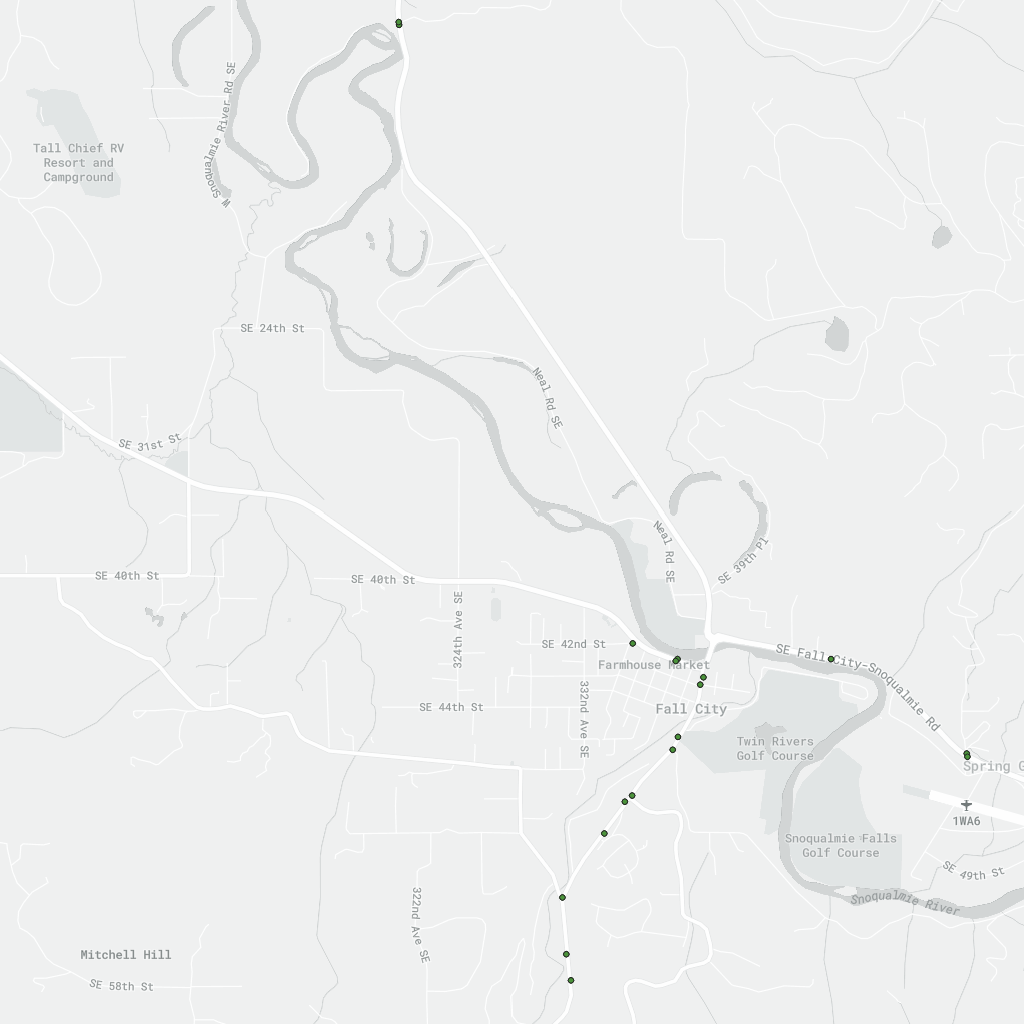 W Snoqualmie River Rd SE
Tall Chief RV
Resort and
Campground
SE 24th St
Neal Rd SE
SE 31st St
Neal Rd SE
SE 39th Pl
SE 40th St
SE 40th St
324th Ave SE
SE 42nd St
SE Fall City-Snoqualmie Rd
Farmhouse Market
332nd Ave SE
SE 44th St
Fall City
Twin Rivers
Golf Course
Spring G
1WA6
Snoqualmie Falls
Golf Course
SE 49th St
Snoqualmie River
322nd Ave SE
Mitchell Hill
SE 58th St